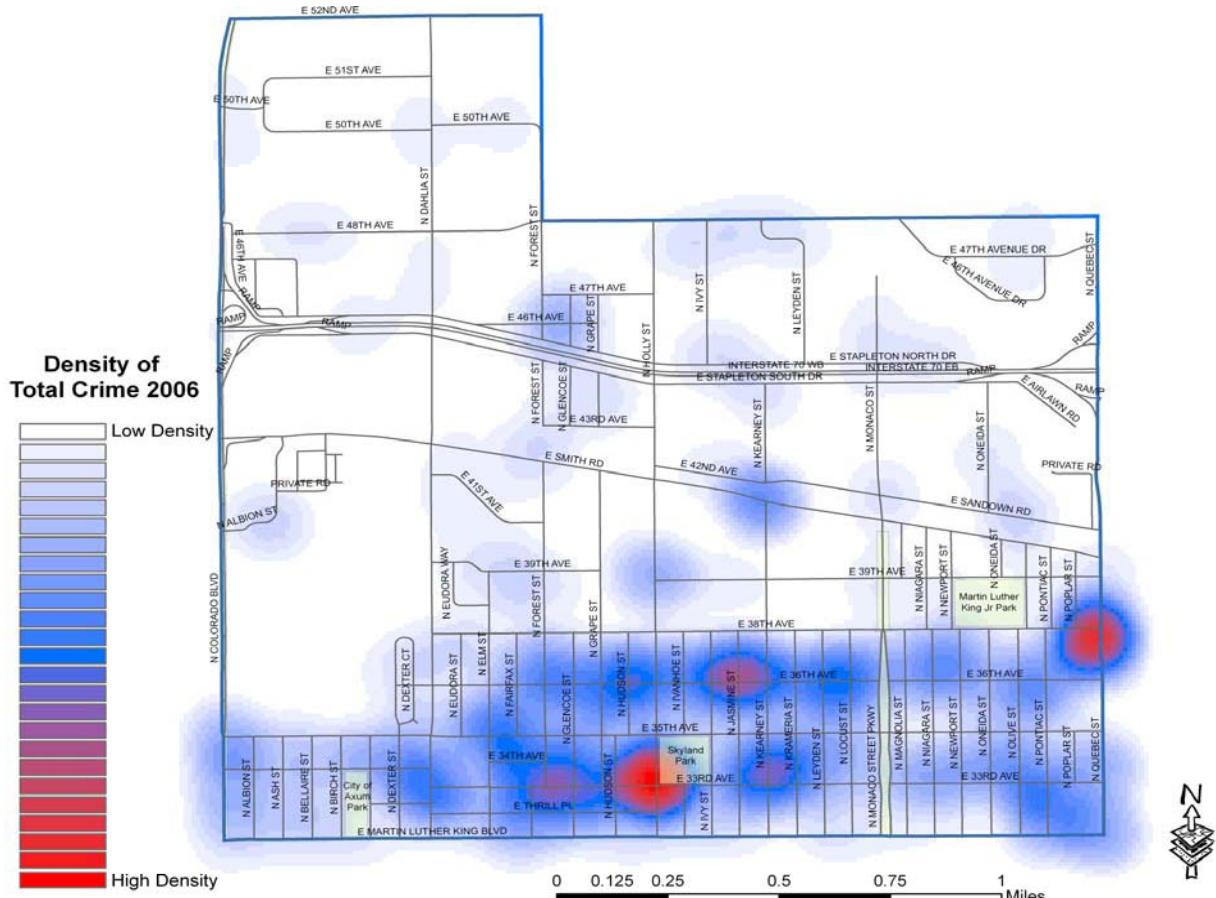 E 52ND AVE
E 51ST AVE
E 50TH AVE
E 50TH AVE
E 50TH AVE
N DAHLIA ST
E 48TH AVE
N FOREST ST
E 46TH AVE
E 47TH AVENUE DR
E 46TH AVENUE DR
N QUEBEC ST
E 47TH AVE
N IVY ST
N LEYDEN ST
RAMP
RAMP
RAMP
RAMP
E 46TH AVE
N GRAPE ST
N HOLLY ST
RAMP
E STAPLETON NORTH DR
INTERSTATE 70 WB
INTERSTATE 70 EB
RAMP
E STAPLETON SOUTH DR
RAMP
E AIRLAWN RD
Density of
Total Crime 2006
Low Density
High Density
N FOREST ST
N GLENCOE ST
E 43RD AVE
N KEARNEY ST
N MONACO ST
N ONEIDA ST
E SMITH RD
E 42ND AVE
PRIVATE RD
PRIVATE RD
E 41ST AVE
E SANDOWN RD
N ALBION ST
N COLORADO BLVD
N EUDORA WAY
E 39TH AVE
N FOREST ST
N GRAPE ST
E 39TH AVE
N NIAGARA ST
N NEWPORT ST
N ONEIDA ST
Martin Luther
King Jr Park
N PONTIAC ST
N POPLAR ST
E 38TH AVE
N DEXTER CT
N EUDORA ST
N ELM ST
N FAIRFAX ST
N GLENCOE ST
N HUDSON ST
N IVANHOE ST
N JASMINE ST
E 36TH AVE
E 36TH AVE
E 35TH AVE
N KEARNEY ST
N KRAMERIA ST
N LEYDEN ST
N LOCUST ST
N MONACO STREET PKWY
N MAGNOLIA ST
N NIAGARA ST
N NEWPORT ST
N ONEIDA ST
N OLIVE ST
N PONTIAC ST
N POPLAR ST
N QUEBEC ST
E 34TH AVE
Skyland
Park
E 33RD AVE
E 33RD AVE
N ALBION ST
N ASH ST
N BELLAIRE ST
N BIRCH ST
City of
Axum
Park
N DEXTER ST
E THRILL PL
N HUDSON ST
N IVY ST
E MARTIN LUTHER KING BLVD
N
0 0.125 0.25 0.5 0.75 1
Miles